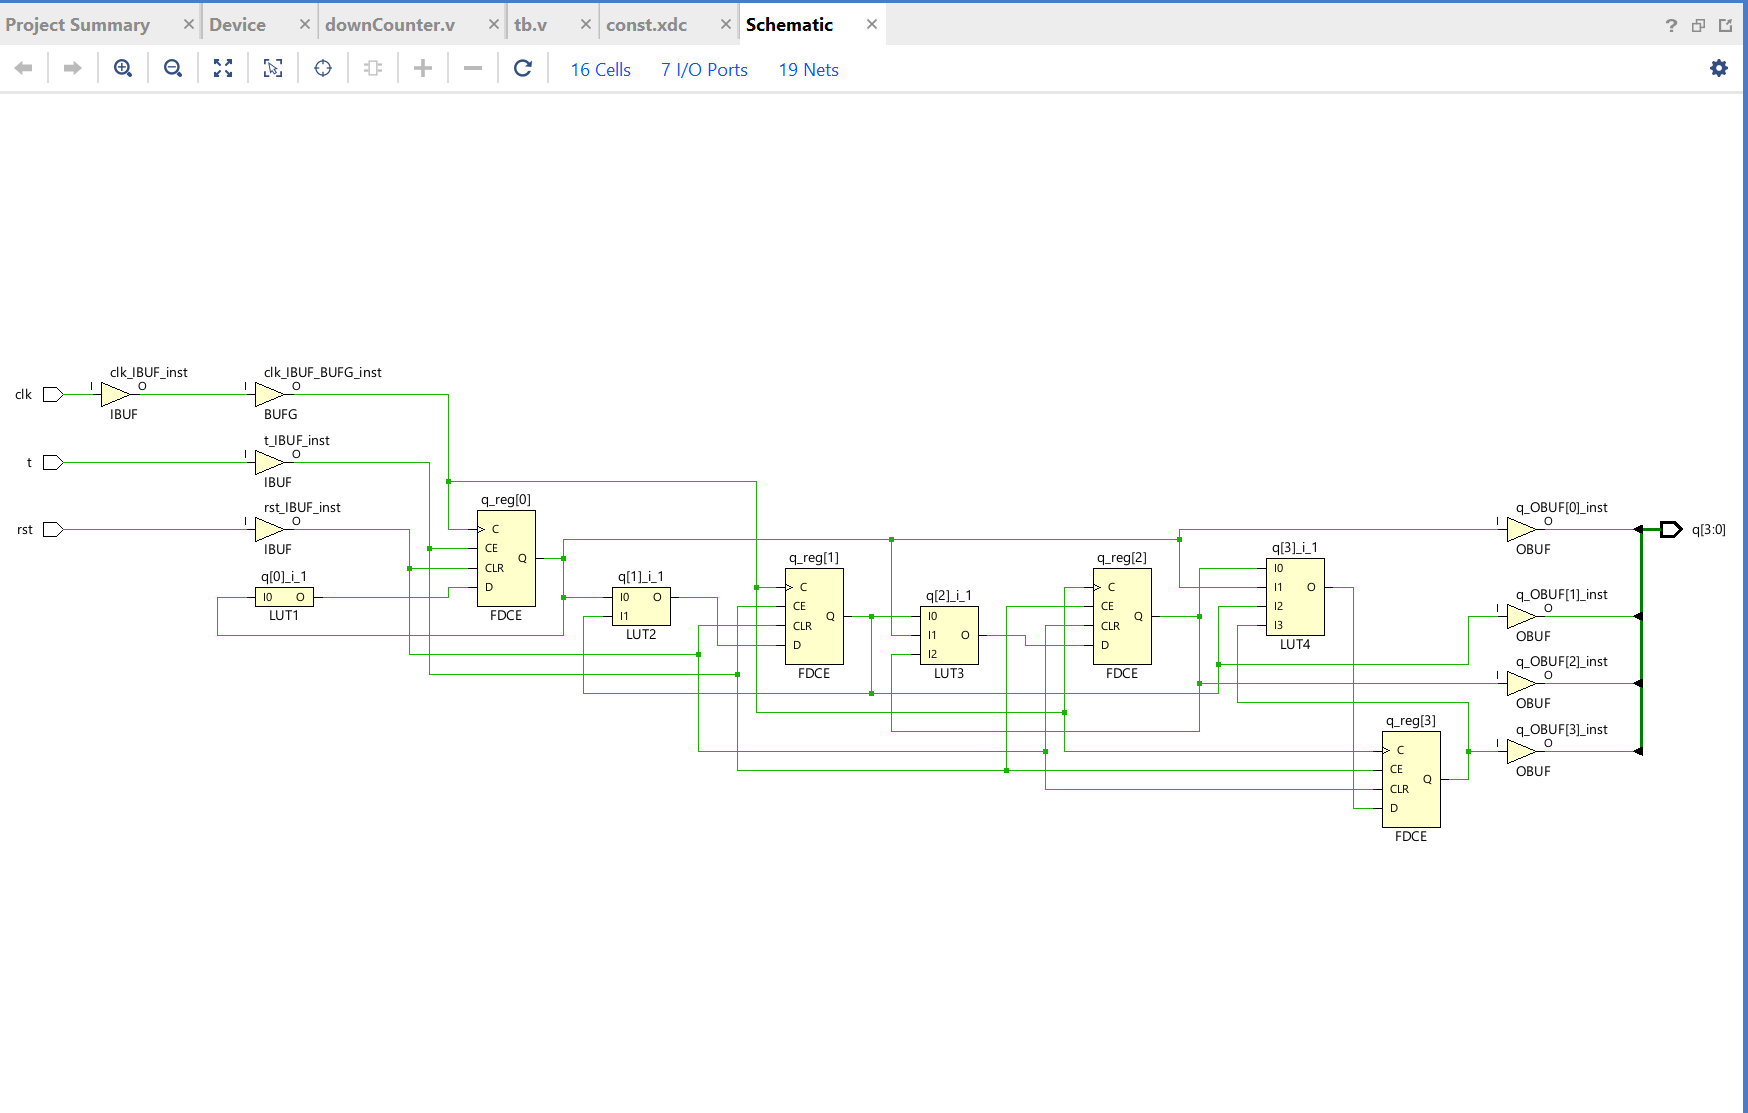 Project Summary × Device × downCounter.v × tb.v × const.xdc × Schematic × ?
16 Cells 7 I/O Ports 19 Nets
clk
I O
clk_IBUF_inst
IBUF
I O
clk_IBUF_BUFG_inst
BUFG
t
t_IBUF_inst
I O
IBUF
rst
rst_IBUF_inst
I O
IBUF
q[0]_i_1
I0 O
LUT1
q_reg[0]
C
CE
CLR
D
Q
FDCE
q[1]_i_1
I0 O
I1
LUT2
q_reg[1]
C
CE
CLR
D
Q
FDCE
q[2]_i_1
I0
I1 O
I2
LUT3
q_reg[2]
C
CE
CLR
D
Q
FDCE
q[3]_i_1
I0
I1 O
I2
I3
LUT4
q_reg[3]
C
CE
CLR
D
Q
FDCE
q_OBUF[0]_inst
I O
OBUF
q_OBUF[1]_inst
I O
OBUF
q_OBUF[2]_inst
I O
OBUF
q_OBUF[3]_inst
I O
OBUF
q[3:0]